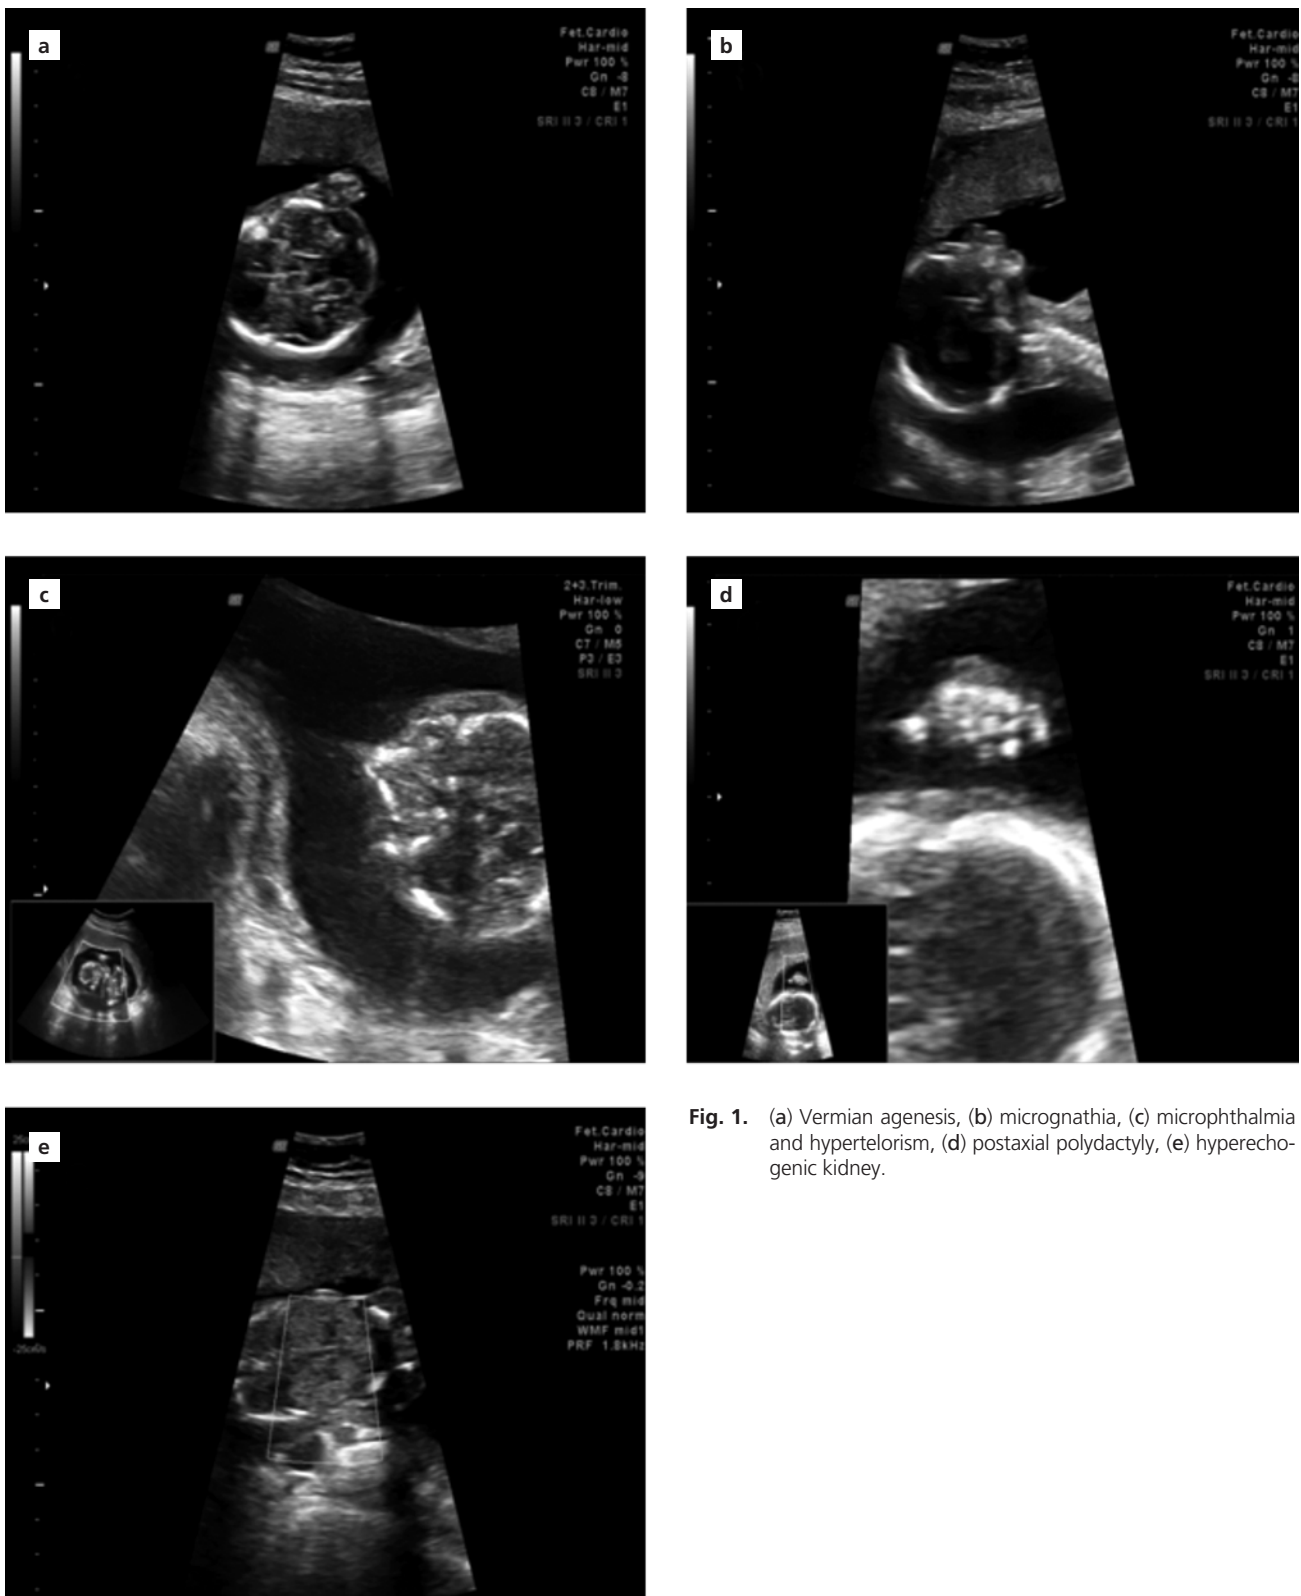 a
Fet.Cardio
Har-mid
Pwr 100 %
Gn -8
C8 / M7
E1
SRI II 3 / CRI 1
b
Fet.Cardio
Har-mid
Pwr 100 %
Gn -8
C8 / M7
E1
SRI II 3 / CRI 1
c
2+3.Trim.
Har-low
Pwr 100 %
Gn 0
C7 / M5
P3 / E3
SRI II 3
d
Fet.Cardio
Har-mid
Pwr 100 %
Gn 1
C8 / M7
E1
SRI II 3 / CRI 1
Fig. 1. (a) Vermian agenesis, (b) micrognathia, (c) microphthalmia
and hypertelorism, (d) postaxial polydactyly, (e) hyperecho-
genic kidney.
e
Fet.Cardio
Har-mid
Pwr 100 %
Gn -9
C8 / M7
E1
SRI II 3 / CRI 1
Pwr 100 %
Gn -0.2
Frq mid
Qual norm
WMF mid1
PRF 1.8kHz